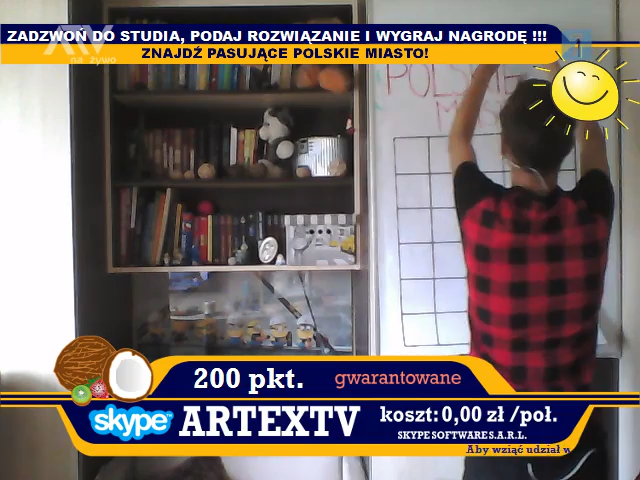 ZADZWOŃ DO STUDIA, PODAJ ROZWIĄZANIE I WYGRAJ NAGRODĘ !!!
ZNAJDŹ PASUJĄCE POLSKIE MIASTO!
na żywo
POLSKIE
200 pkt. gwarantowane
skype ARTEXTV koszt: 0,00 zł /poł.
SKYPE SOFTWARE S.A.R.L.
Aby wziąć udział w